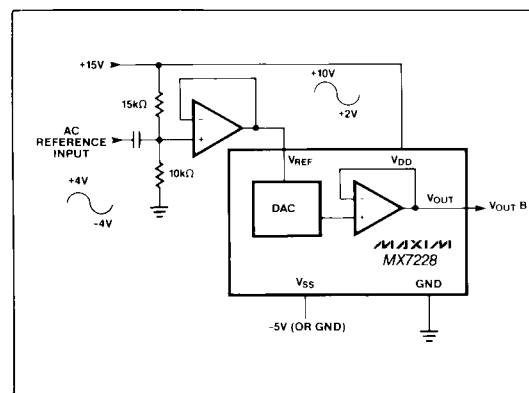 +15V
+10V
+2V
15kΩ
AC
REFERENCE
INPUT
-
+
10kΩ
+4V
-4V
VREF
VDD
DAC
-
+
VOUT
VOUT B
MAXIM
MX7228
VSS
GND
-5V (OR GND)